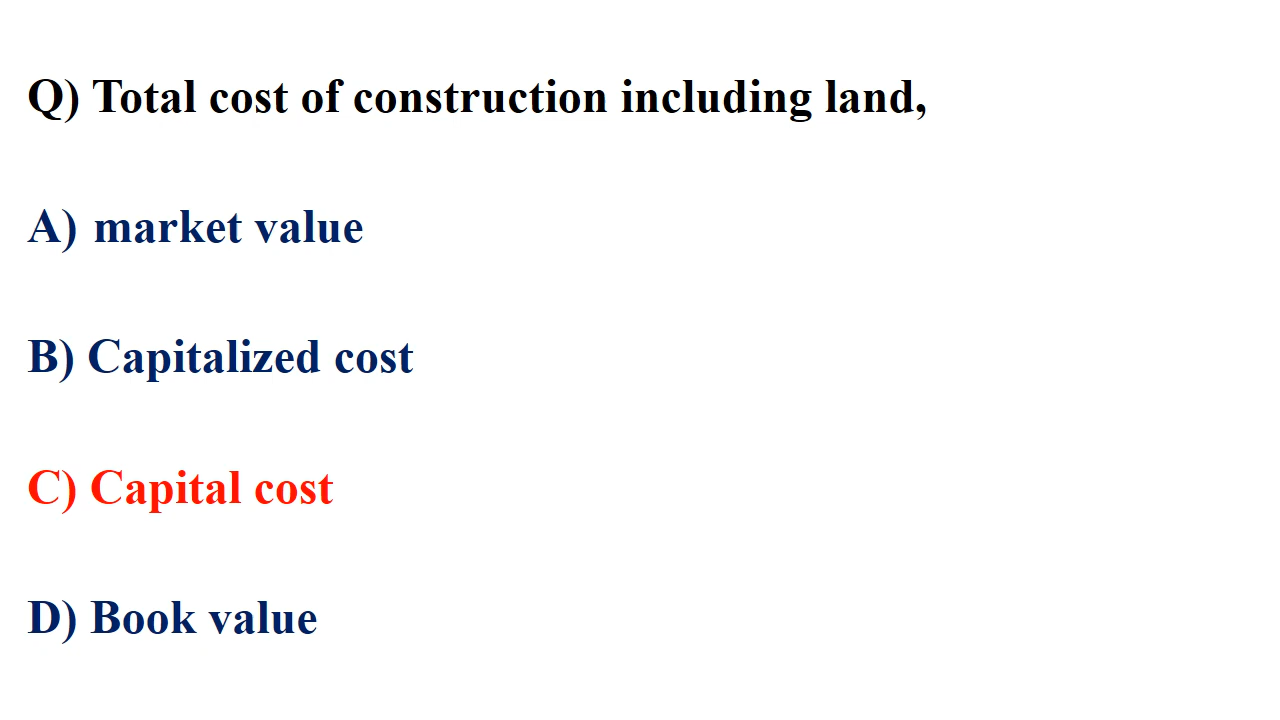 Q) Total cost of construction including land,
A) market value
B) Capitalized cost
C) Capital cost
D) Book value